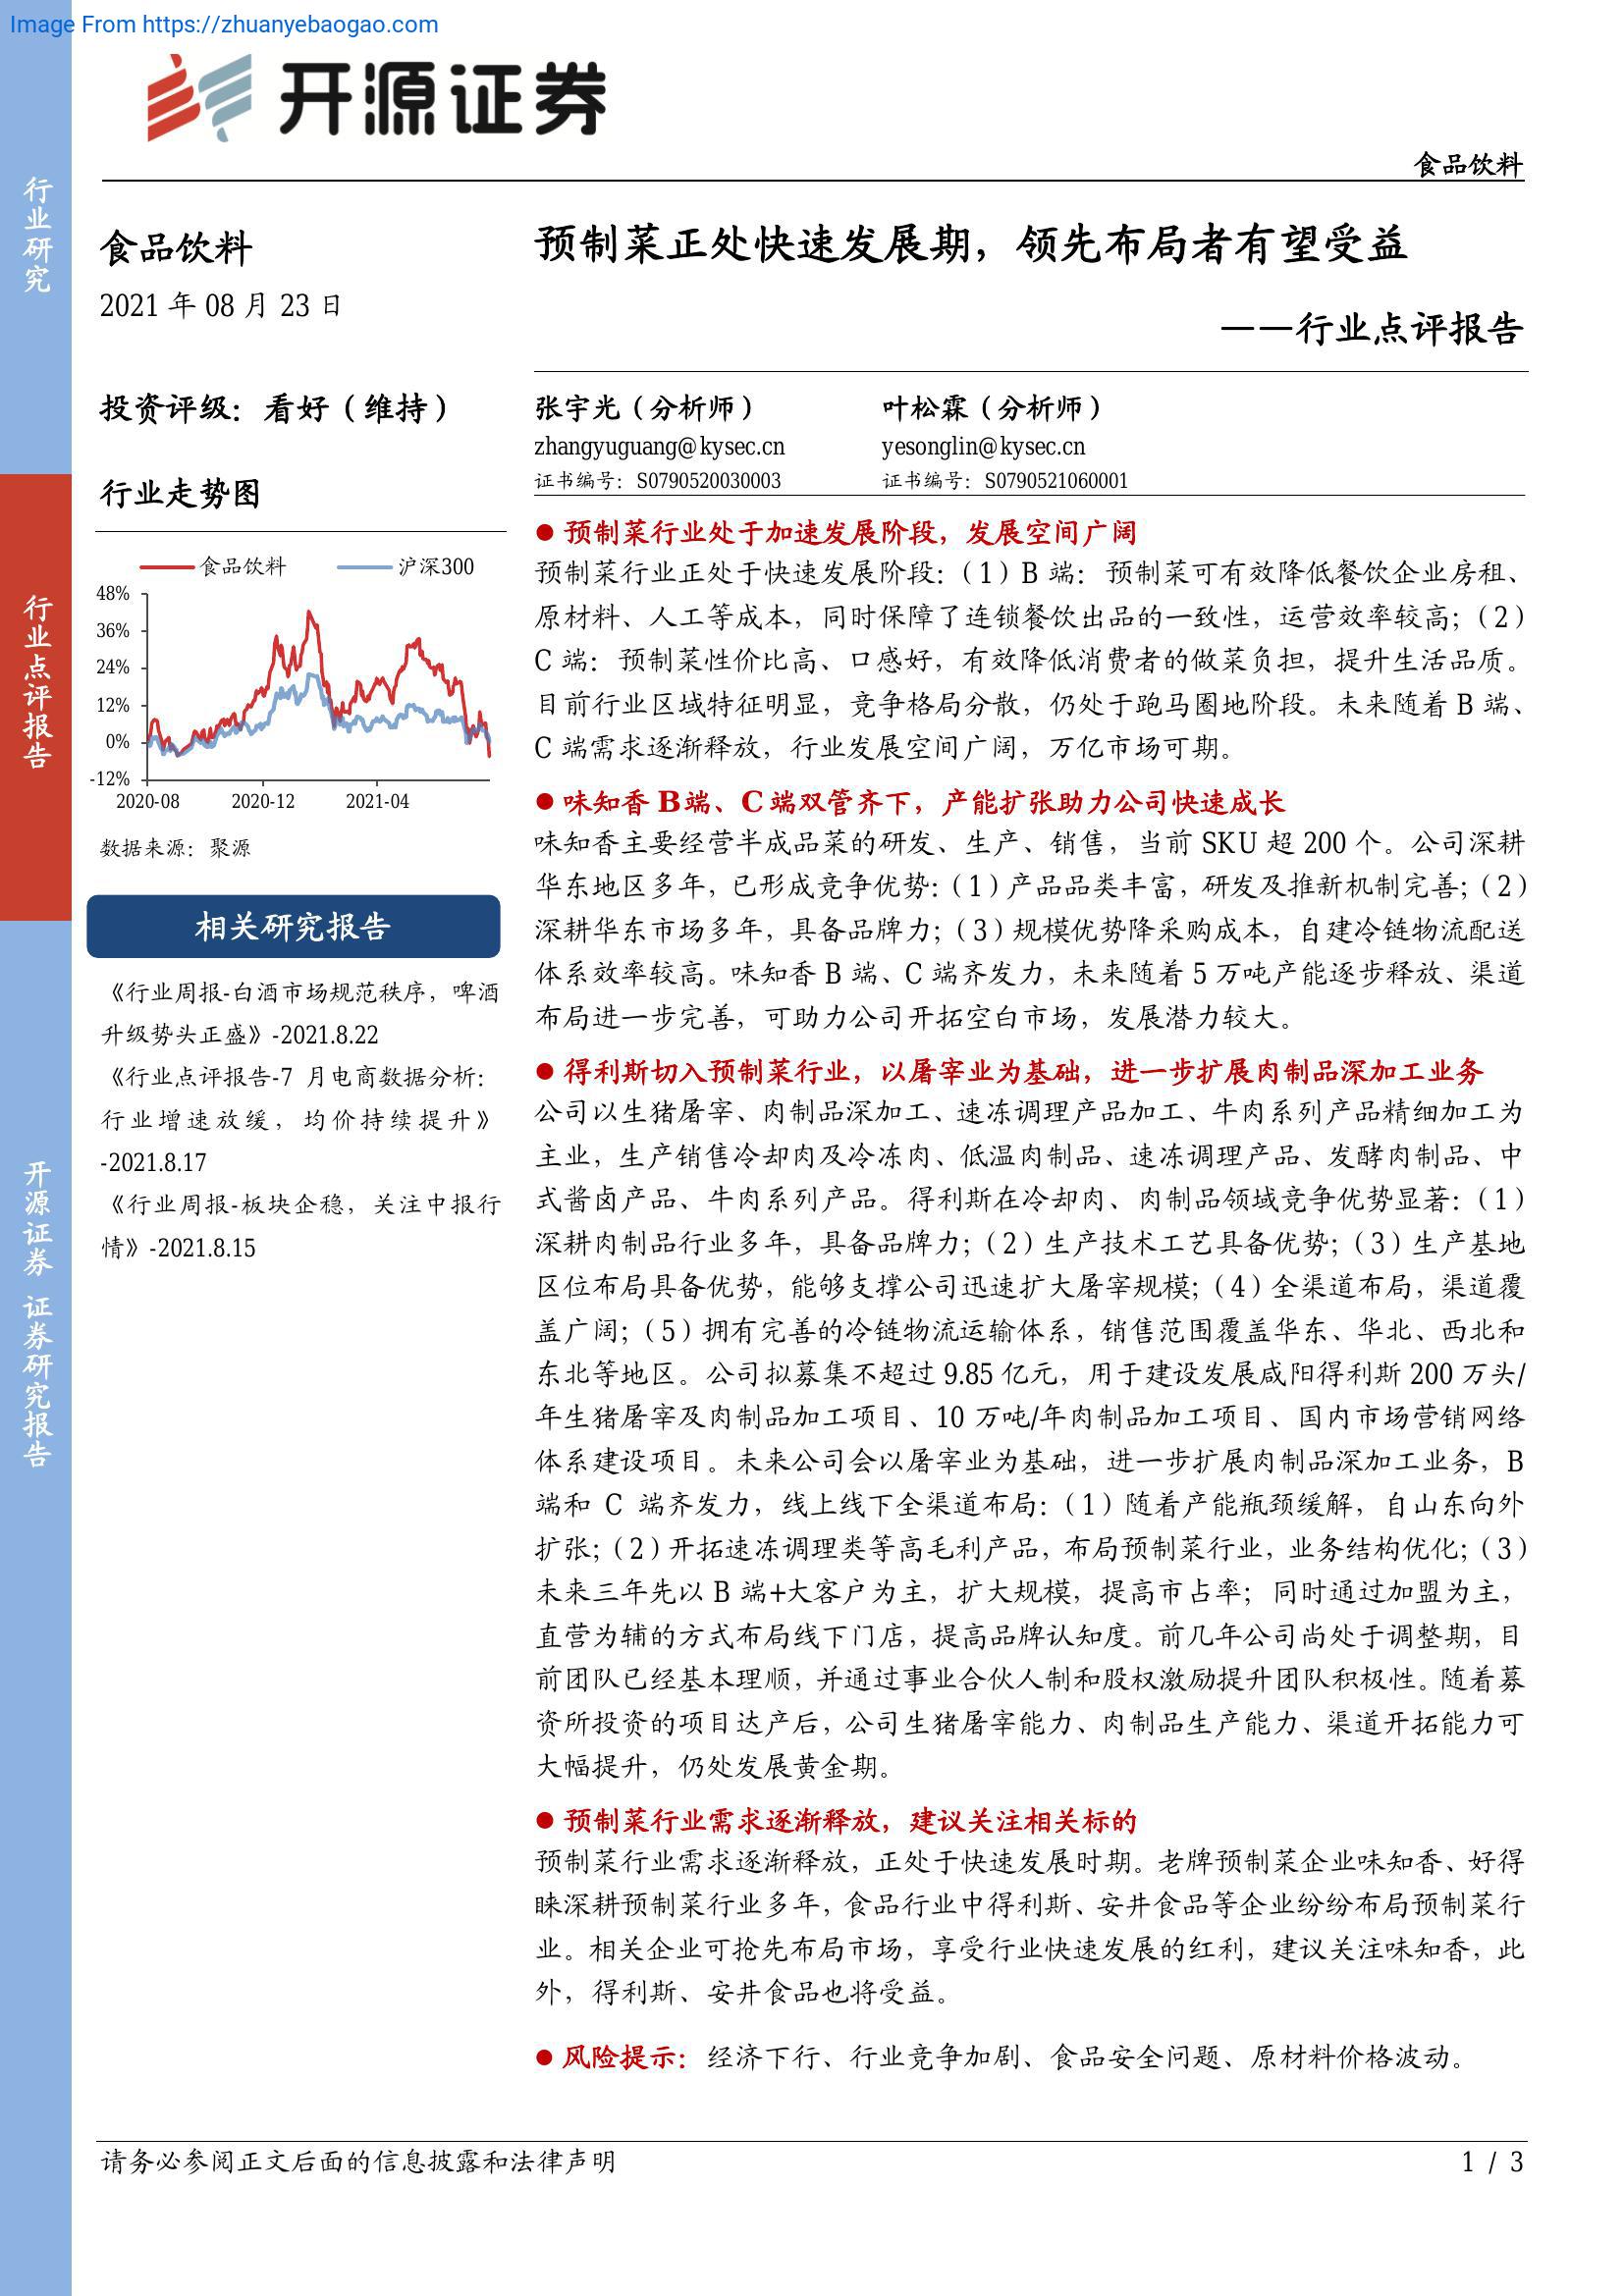 Image From https://zhuanyebaogao.com
开源证券
食品饮料
行业研究
行业点评报告
开源证券 证券研究报告
食品饮料
2021 年 08 月 23 日
投资评级：看好（维持）
行业走势图
食品饮料 沪深300
48%
36%
24%
12%
0%
-12%
2020-08 2020-12 2021-04
数据来源：聚源
相关研究报告
《行业周报-白酒市场规范秩序，啤酒
升级势头正盛》-2021.8.22
《行业点评报告-7 月电商数据分析：
行业增速放缓，均价持续提升》
-2021.8.17
《行业周报-板块企稳，关注中报行
情》-2021.8.15
预制菜正处快速发展期，领先布局者有望受益
——行业点评报告
张宇光（分析师） 叶松霖（分析师）
zhangyuguang@kysec.cn yesonglin@kysec.cn
证书编号：S0790520030003 证书编号：S0790521060001
● 预制菜行业处于加速发展阶段，发展空间广阔
预制菜行业正处于快速发展阶段：（1）B 端：预制菜可有效降低餐饮企业房租、
原材料、人工等成本，同时保障了连锁餐饮出品的一致性，运营效率较高；（2）
C 端：预制菜性价比高、口感好，有效降低消费者的做菜负担，提升生活品质。
目前行业区域特征明显，竞争格局分散，仍处于跑马圈地阶段。未来随着 B 端、
C 端需求逐渐释放，行业发展空间广阔，万亿市场可期。
● 味知香 B 端、C 端双管齐下，产能扩张助力公司快速成长
味知香主要经营半成品菜的研发、生产、销售，当前 SKU 超 200 个。公司深耕
华东地区多年，已形成竞争优势：（1）产品品类丰富，研发及推新机制完善；（2）
深耕华东市场多年，具备品牌力；（3）规模优势降采购成本，自建冷链物流配送
体系效率较高。味知香 B 端、C 端齐发力，未来随着 5 万吨产能逐步释放、渠道
布局进一步完善，可助力公司开拓空白市场，发展潜力较大。
● 得利斯切入预制菜行业，以屠宰业为基础，进一步扩展肉制品深加工业务
公司以生猪屠宰、肉制品深加工、速冻调理产品加工、牛肉系列产品精细加工为
主业，生产销售冷却肉及冷冻肉、低温肉制品、速冻调理产品、发酵肉制品、中
式酱卤产品、牛肉系列产品。得利斯在冷却肉、肉制品领域竞争优势显著：（1）
深耕肉制品行业多年，具备品牌力；（2）生产技术工艺具备优势；（3）生产基地
区位布局具备优势，能够支撑公司迅速扩大屠宰规模；（4）全渠道布局，渠道覆
盖广阔；（5）拥有完善的冷链物流运输体系，销售范围覆盖华东、华北、西北和
东北等地区。公司拟募集不超过 9.85 亿元，用于建设发展咸阳得利斯 200 万头/
年生猪屠宰及肉制品加工项目、10 万吨/年肉制品加工项目、国内市场营销网络
体系建设项目。未来公司会以屠宰业为基础，进一步扩展肉制品深加工业务，B
端和 C 端齐发力，线上线下全渠道布局：（1）随着产能瓶颈缓解，自山东向外
扩张；（2）开拓速冻调理类等高毛利产品，布局预制菜行业，业务结构优化；（3）
未来三年先以 B 端+大客户为主，扩大规模，提高市占率；同时通过加盟为主，
直营为辅的方式布局线下门店，提高品牌认知度。前几年公司尚处于调整期，目
前团队已经基本理顺，并通过事业合伙人制和股权激励提升团队积极性。随着募
资所投资的项目达产后，公司生猪屠宰能力、肉制品生产能力、渠道开拓能力可
大幅提升，仍处发展黄金期。
● 预制菜行业需求逐渐释放，建议关注相关标的
预制菜行业需求逐渐释放，正处于快速发展时期。老牌预制菜企业味知香、好得
睐深耕预制菜行业多年，食品行业中得利斯、安井食品等企业纷纷布局预制菜行
业。相关企业可抢先布局市场，享受行业快速发展的红利，建议关注味知香，此
外，得利斯、安井食品也将受益。
● 风险提示：经济下行、行业竞争加剧、食品安全问题、原材料价格波动。
请务必参阅正文后面的信息披露和法律声明
1 / 3